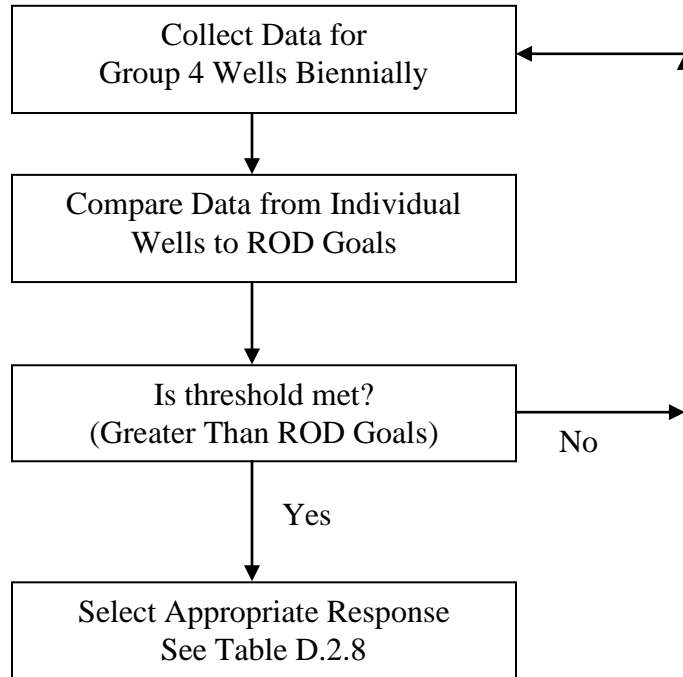 Collect Data for
Group 4 Wells Biennially
Compare Data from Individual
Wells to ROD Goals
Is threshold met?
(Greater Than ROD Goals)
No
Yes
Select Appropriate Response
See Table D.2.8